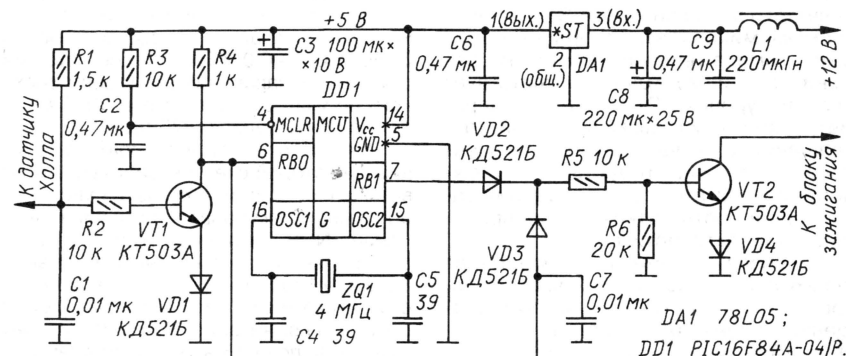 +5 В
1(Вых.)
*ST
3(Вх.)
2
(общ.)
DA1
R1
1,5 к
R3
10 к
R4
1 к
+
C3 100 мк×
×10 В
C6
0,47 мк
C9
0,47 мк
L1
220 мкГн
+12 В
+
C8
220 мк×25 В
C2
0,47 мк
DD1
4
MCLR
MCU
Vcc
14
GND
5
6
RB0
RB1
7
16
OSC1
G
OSC2
15
К датчику
Холла
R2
10 к
VT1
КТ503А
C1
0,01 мк
VD1
КД521Б
ZQ1
4 МГц
C4 39
C5
39
VD2
КД521Б
R5 10 к
VD3
КД521Б
R6
20 к
C7
0,01 мк
VT2
КТ503А
VD4
КД521Б
К блоку
зажигания
DA1 78L05;
DD1 PIC16F84A-04/P.